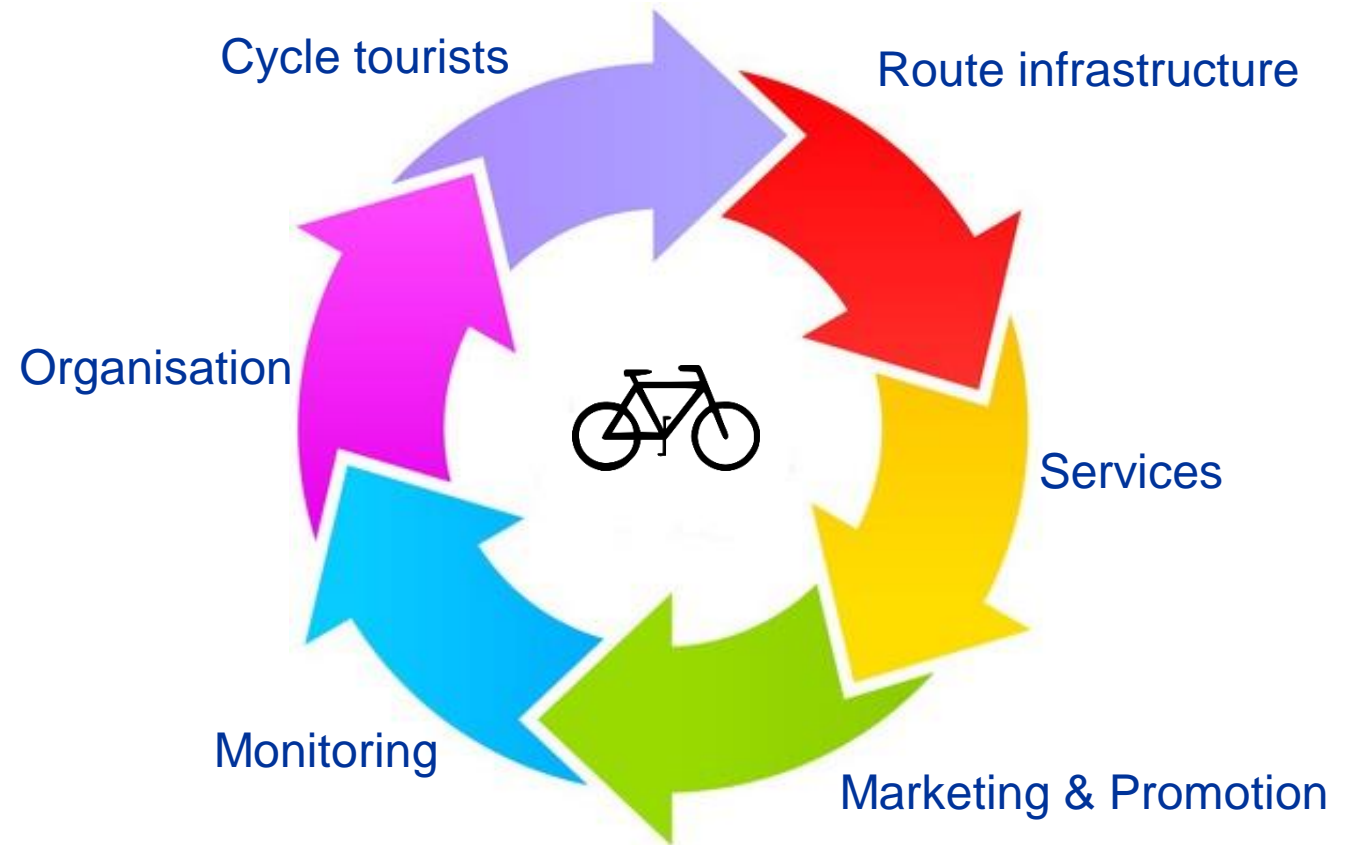 Cycle tourists
Route infrastructure
Services
Marketing & Promotion
Monitoring
Organisation